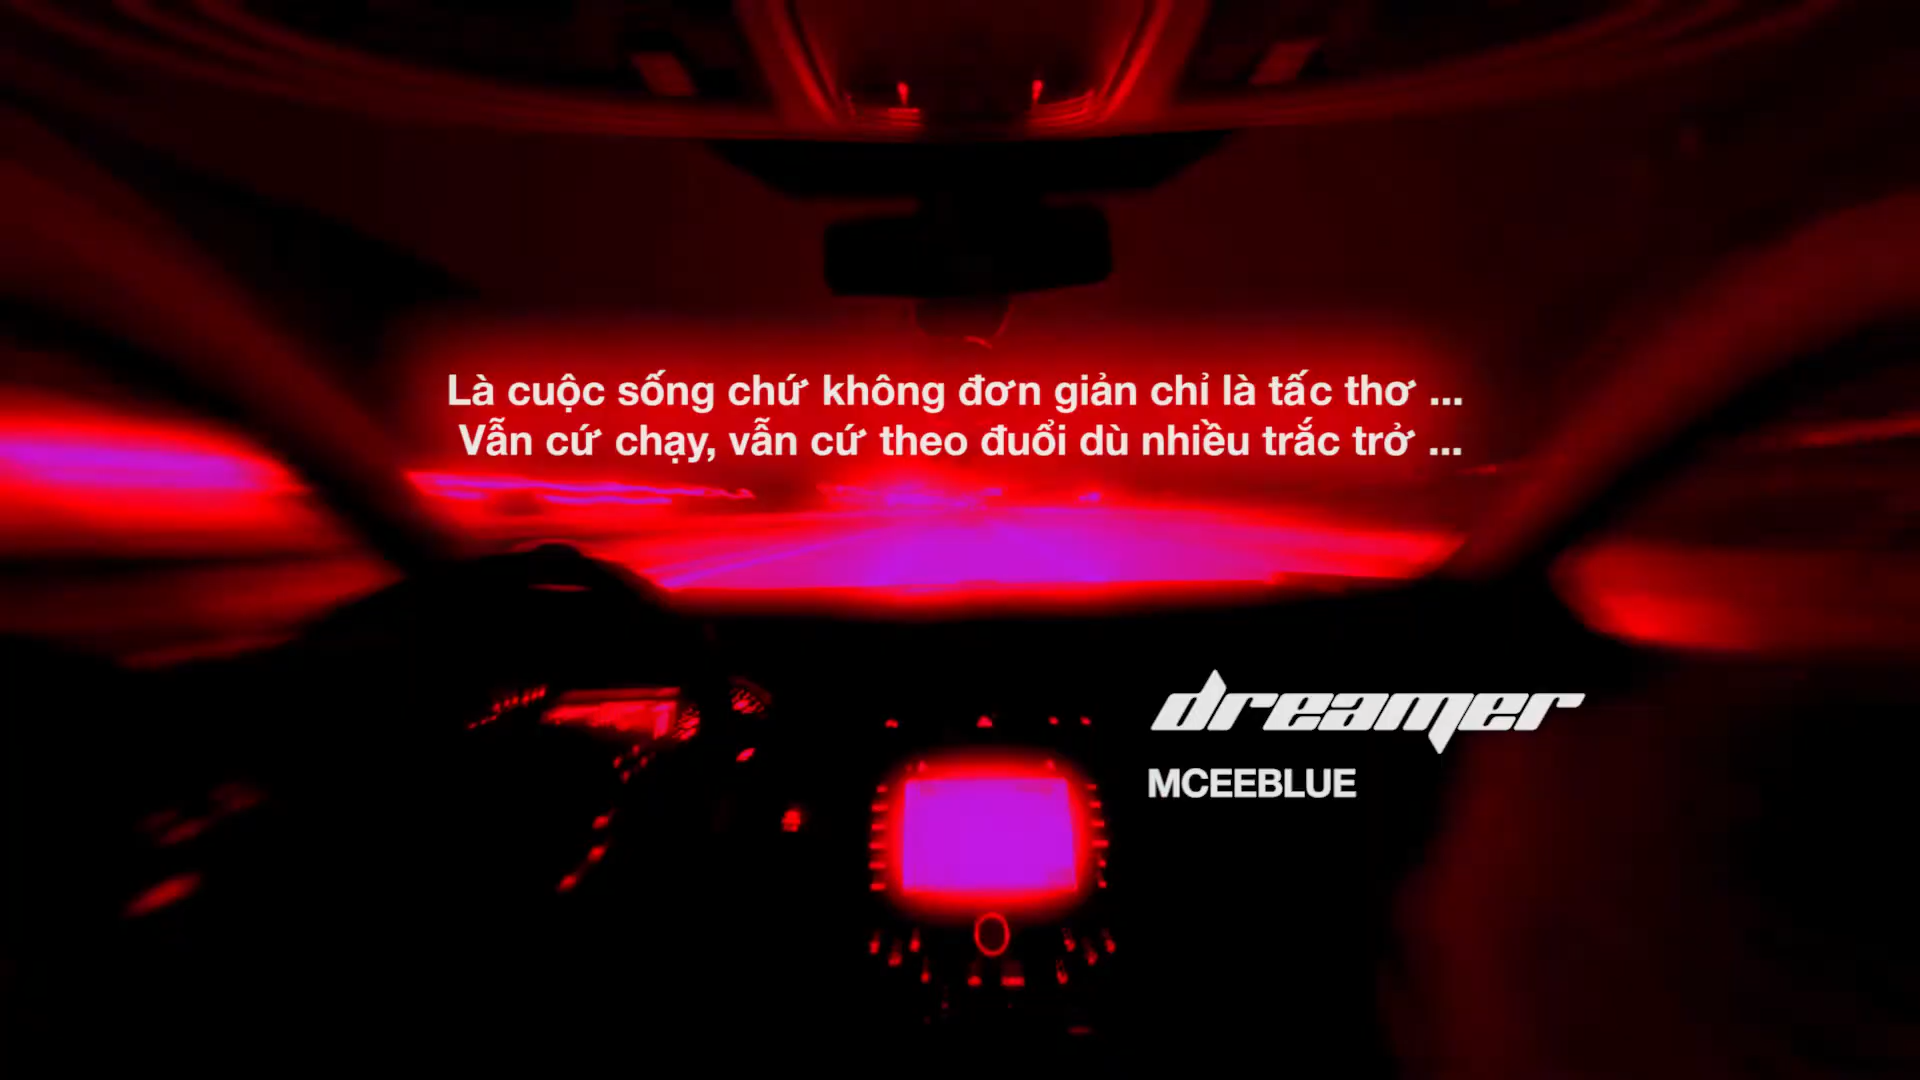 Là cuộc sống chứ không đơn giản chỉ là tấc thơ ...
Vẫn cứ chạy, vẫn cứ theo đuổi dù nhiều trắc trở ...
dreamer
MCEEBLUE